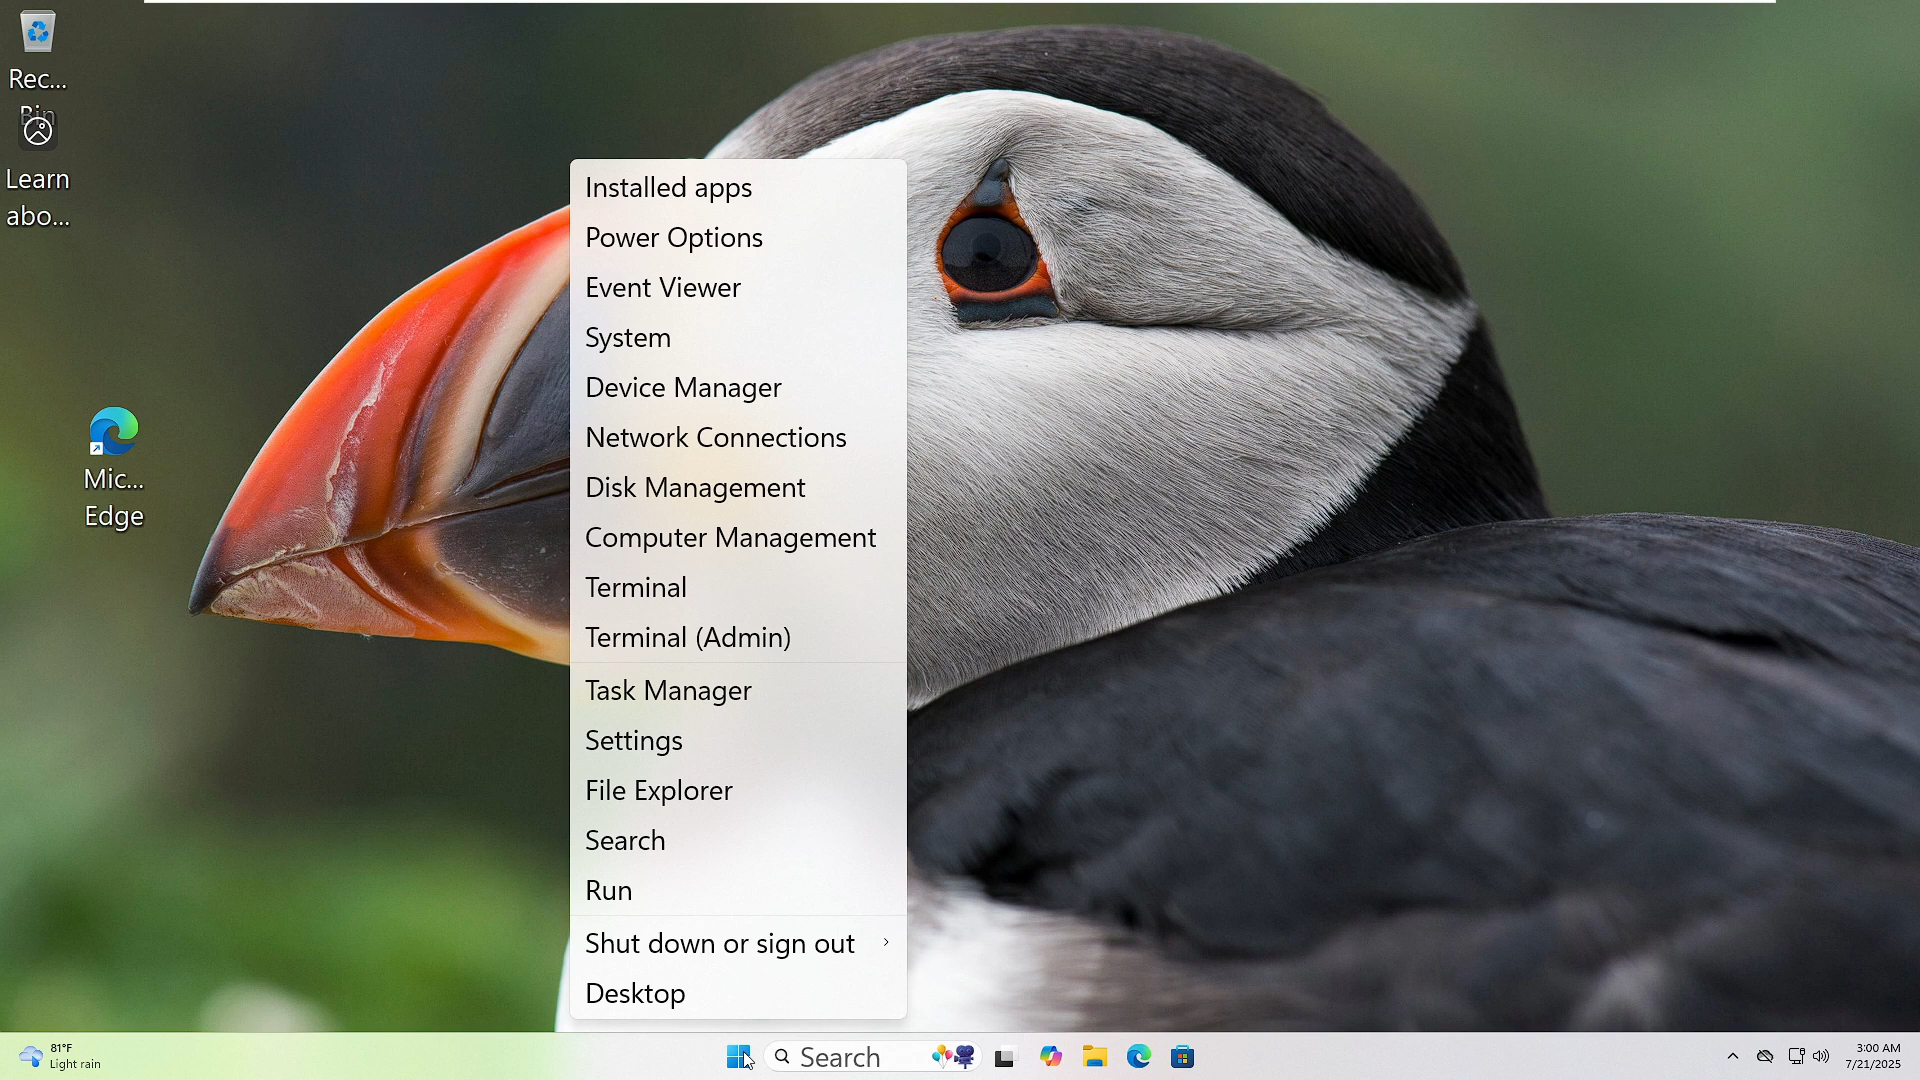 Rec...
Bin
Learn
abo...
Mic...
Edge
Installed apps
Power Options
Event Viewer
System
Device Manager
Network Connections
Disk Management
Computer Management
Terminal
Terminal (Admin)
Task Manager
Settings
File Explorer
Search
Run
Shut down or sign out
Desktop
81°F
Light rain
Search
3:00 AM
7/21/2025